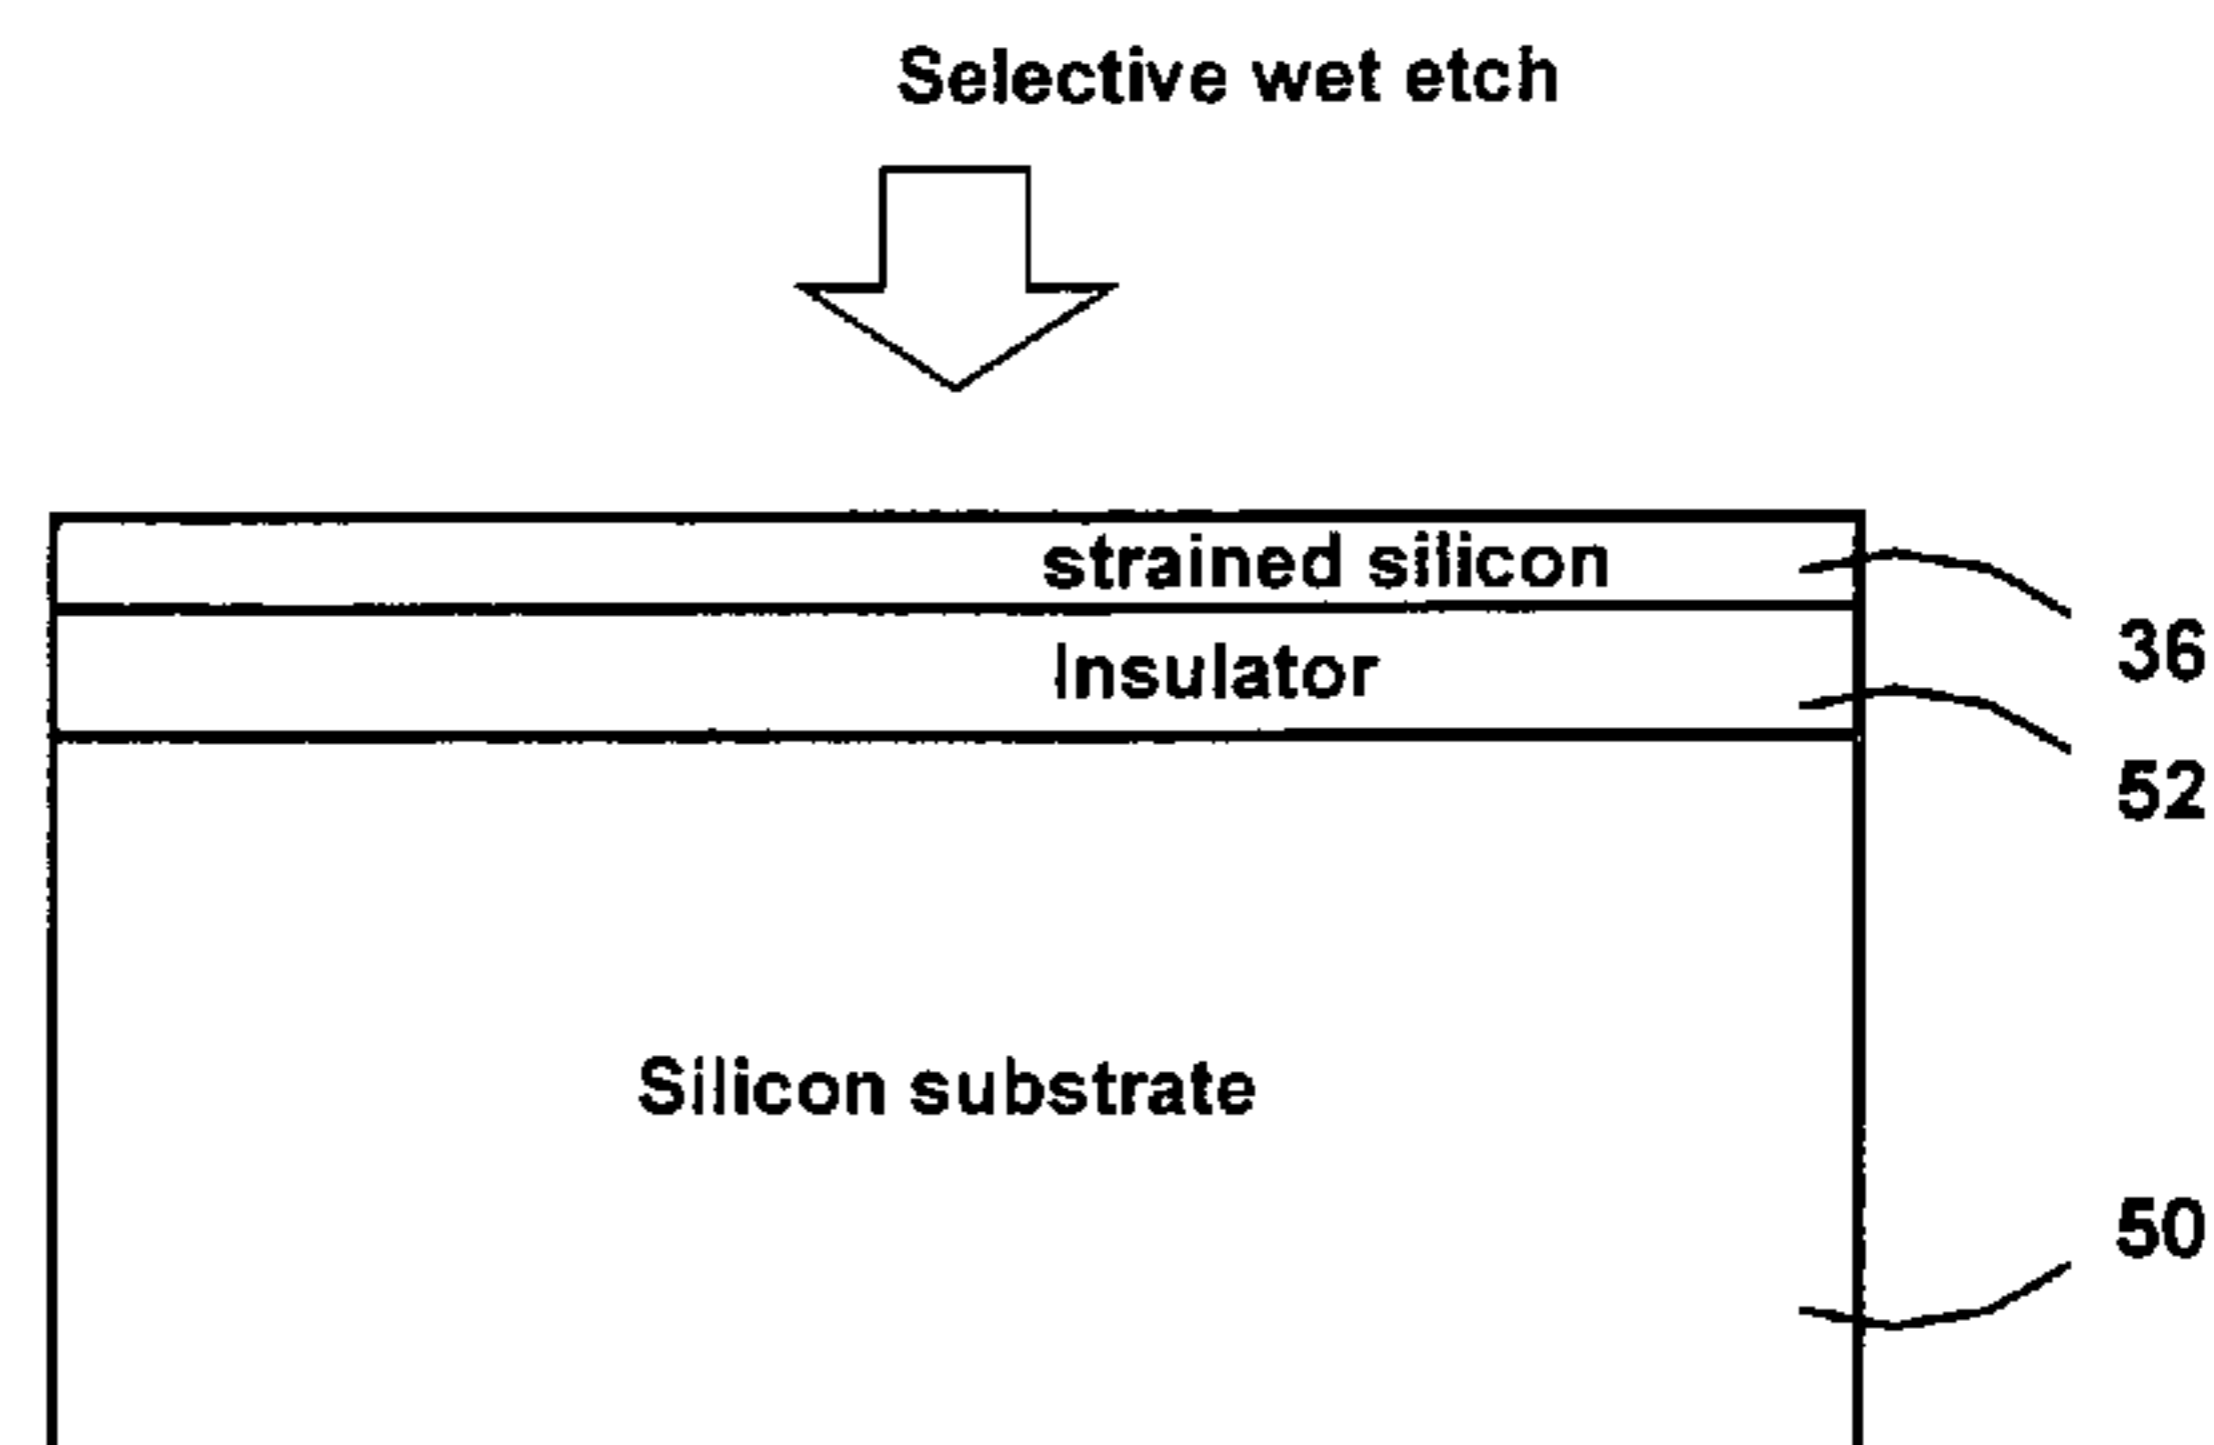 Selective wet etch
strained silicon
36
Insulator
52
Silicon substrate
50